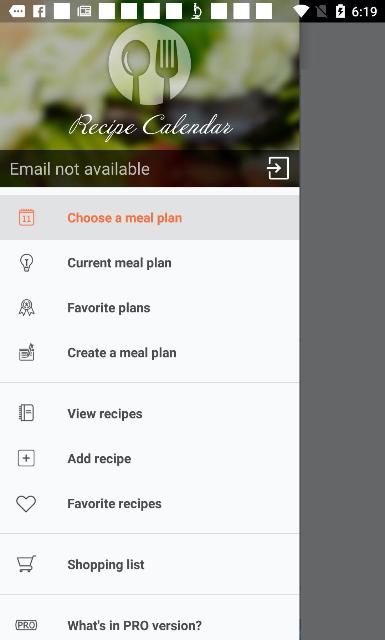 6:19
Recipe Calendar
Email not available
11
Choose a meal plan
Current meal plan
Favorite plans
Create a meal plan
View recipes
Add recipe
Favorite recipes
Shopping list
PRO
What's in PRO version?